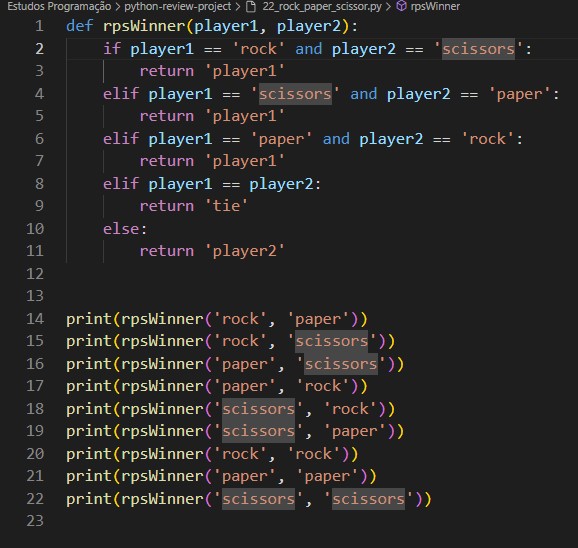 Estudos Programação > python-review-project > 22_rock_paper_scissor.py > rpsWinner
1 def rpsWinner(player1, player2):
2     if player1 == 'rock' and player2 == 'scissors':
3         return 'player1'
4     elif player1 == 'scissors' and player2 == 'paper':
5         return 'player1'
6     elif player1 == 'paper' and player2 == 'rock':
7         return 'player1'
8     elif player1 == player2:
9         return 'tie'
10     else:
11         return 'player2'
12
13
14 print(rpsWinner('rock', 'paper'))
15 print(rpsWinner('rock', 'scissors'))
16 print(rpsWinner('paper', 'scissors'))
17 print(rpsWinner('paper', 'rock'))
18 print(rpsWinner('scissors', 'rock'))
19 print(rpsWinner('scissors', 'paper'))
20 print(rpsWinner('rock', 'rock'))
21 print(rpsWinner('paper', 'paper'))
22 print(rpsWinner('scissors', 'scissors'))
23